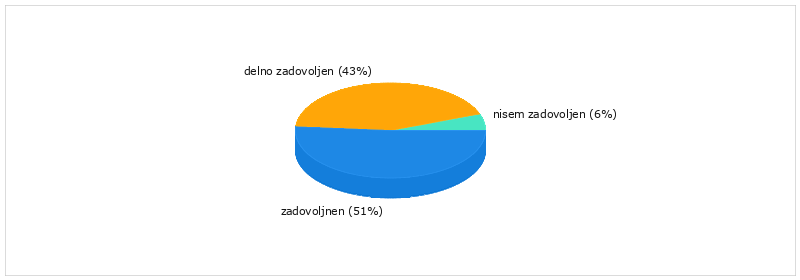 delno zadovoljen (43%)
nisem zadovoljen (6%)
zadovoljnen (51%)